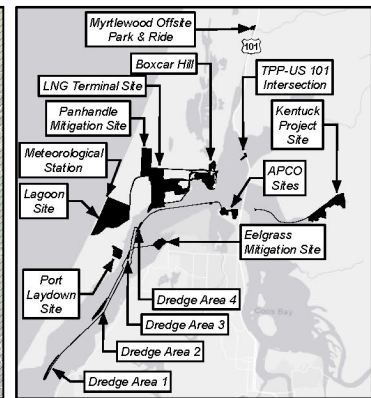 Myrtlewood Offsite
Park & Ride
101
Boxcar Hill
TPP-US 101
Intersection
LNG Terminal Site
Kentuck
Project
Site
Panhandle
Mitigation Site
Meteorological
Station
APCO
Sites
Lagoon
Site
Eelgrass Mitigation Site
Port
Laydown
Site
Dredge Area 4
Coos Bay
Dredge Area 3
Dredge Area 2
Dredge Area 1